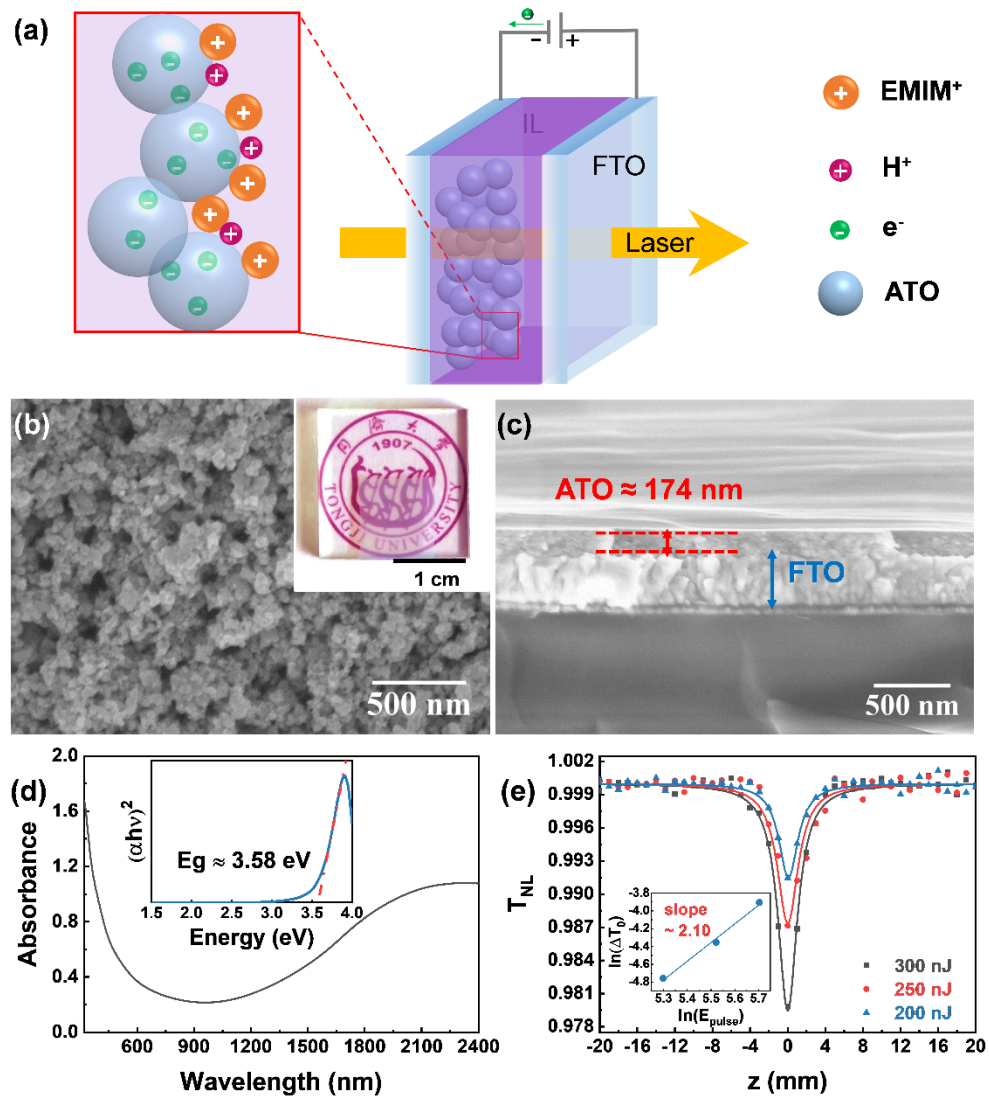 (a)
IL
FTO
Laser
EMIM⁺
H⁺
e⁻
ATO
(b)
同济大学
1907
TONGJI UNIVERSITY
1 cm
500 nm
(c)
ATO ≈ 174 nm
FTO
500 nm
(d)
2.0
1.6
1.2
0.8
0.4
0.0
Absorbance
600 900 1200 1500 1800 2100 2400
Wavelength (nm)
(αhν)²
Eg ≈ 3.58 eV
1.5 2.0 2.5 3.0 3.5 4.0
Energy (eV)
(e)
1.002
0.999
0.996
0.993
0.990
0.987
0.984
0.981
0.978
T_NL
-20 -16 -12 -8 -4 0 4 8 12 16 20
z (mm)
slope
~ 2.10
-3.8
-4.0
-4.2
-4.4
-4.6
-4.8
ln(ΔT₀)
5.3 5.4 5.5 5.6 5.7
ln(E_pulse)
300 nJ
250 nJ
200 nJ